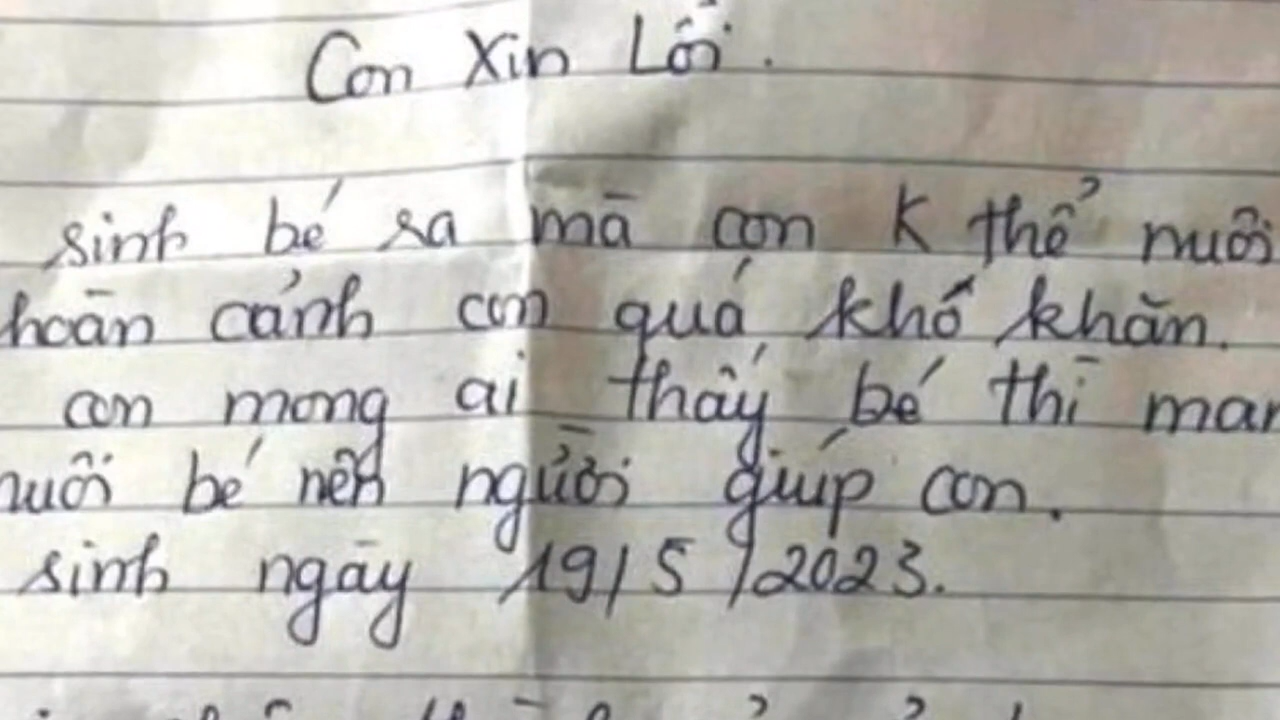 Con Xin Lỗi.
sinh bé ra mà con K thể nuôi
hoàn cảnh con quá khó khăn.
con mong ai thấy bé thì man
nuôi bé nên người giúp con.
sinh ngày 19/5/2023.